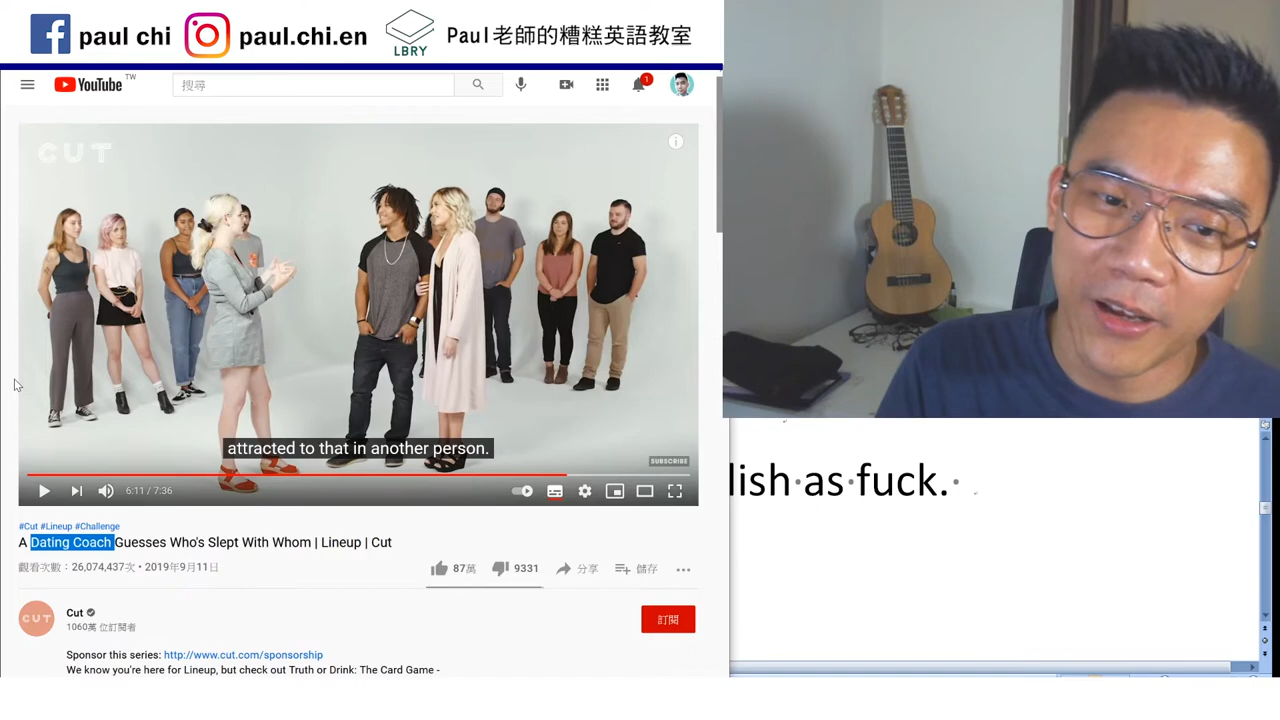 paul chi paul.chi.en LBRY Paul老師的糟糕英語教室
YouTube TW
搜尋
1
CUT
attracted to that in another person.
SUBSCRIBE
6:11 / 7:36
#Cut #Lineup #Challenge
A Dating Coach Guesses Who's Slept With Whom | Lineup | Cut
觀看次數：26,074,437次 • 2019年9月11日
87萬 9331 分享 儲存
CUT
Cut
1060萬 位訂閱者
訂閱
Sponsor this series: http://www.cut.com/sponsorship
We know you're here for Lineup, but check out Truth or Drink: The Card Game -
lish as fuck.